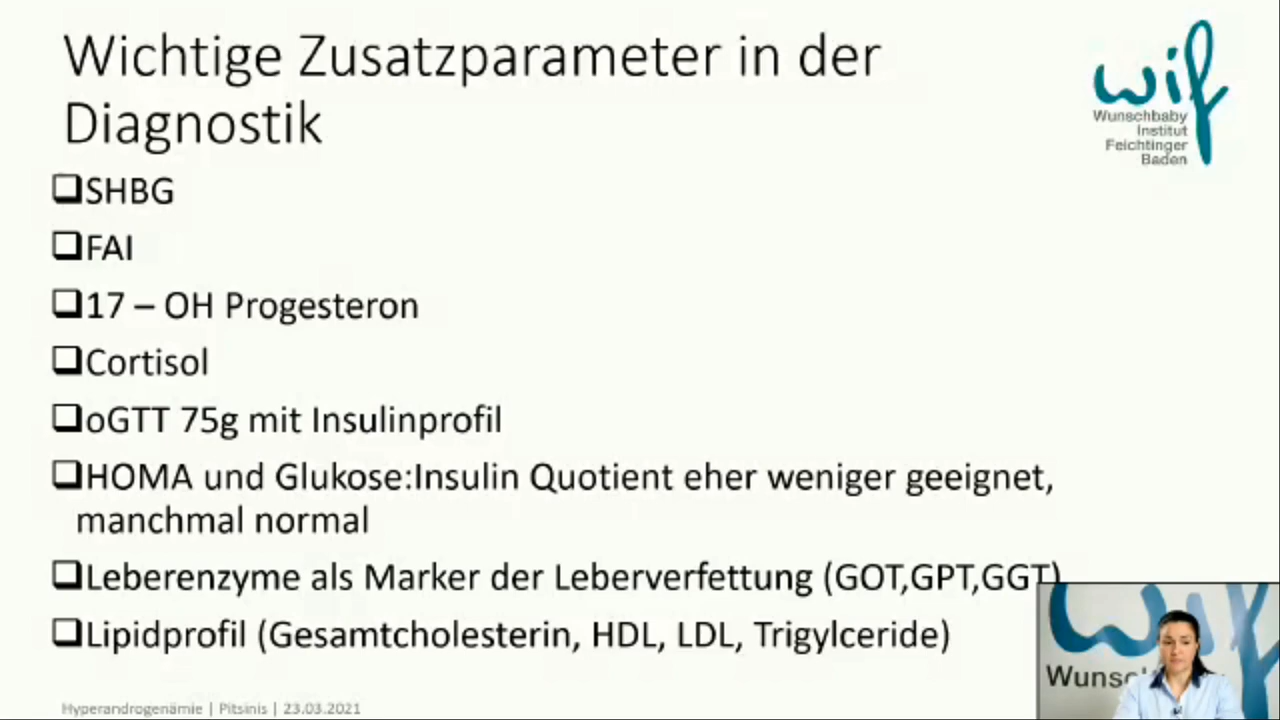 Wichtige Zusatzparameter in der
Diagnostik
wif
Wunschbaby
Institut
Feichtinger
Baden
❑SHBG
❑FAI
❑17 – OH Progesteron
❑Cortisol
❑oGTT 75g mit Insulinprofil
❑HOMA und Glukose:Insulin Quotient eher weniger geeignet,
manchmal normal
❑Leberenzyme als Marker der Leberverfettung (GOT,GPT,GGT)
❑Lipidprofil (Gesamtcholesterin, HDL, LDL, Trigylceride)
Hyperandrogenämie | Pitsinis | 23.03.2021